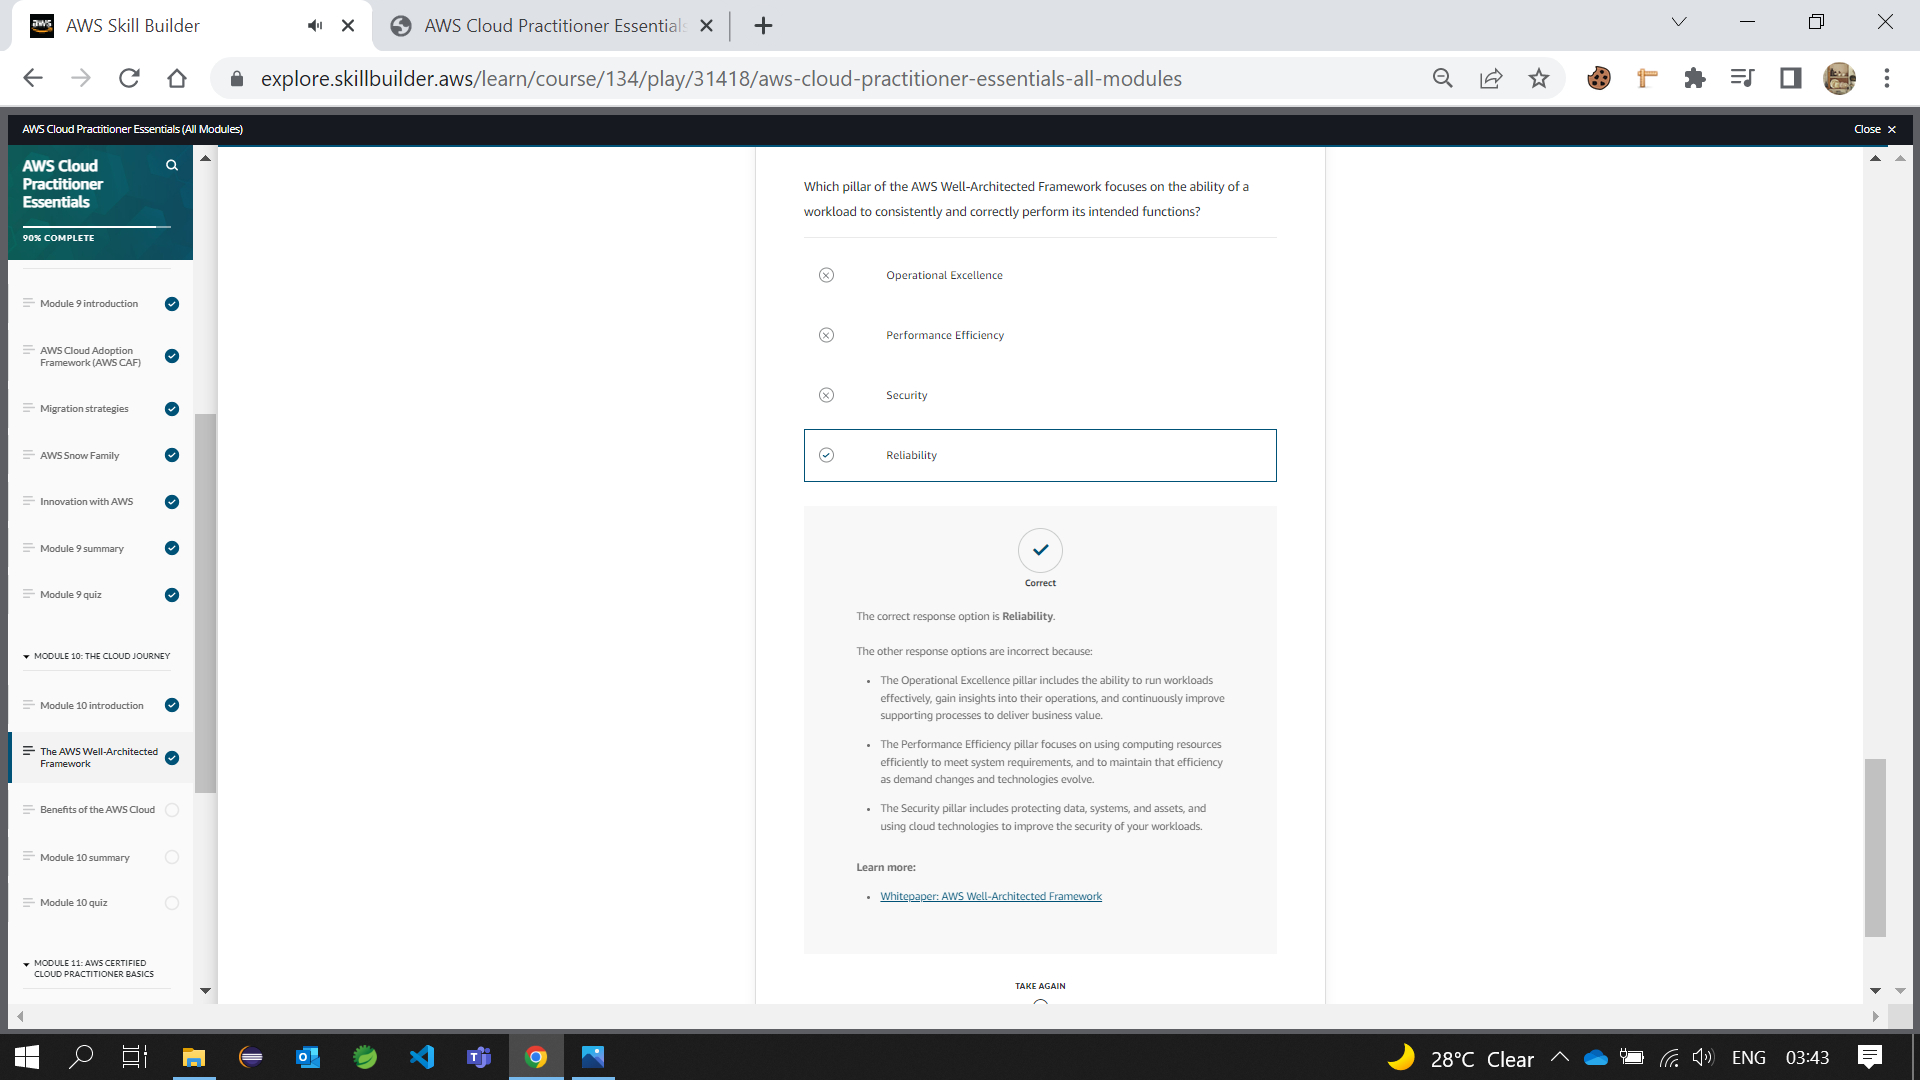 AWS Skill Builder
AWS Cloud Practitioner Essentials
explore.skillbuilder.aws/learn/course/134/play/31418/aws-cloud-practitioner-essentials-all-modules
AWS Cloud Practitioner Essentials (All Modules)
Close
AWS Cloud
Practitioner
Essentials
90% COMPLETE
Module 9 introduction
AWS Cloud Adoption
Framework (AWS CAF)
Migration strategies
AWS Snow Family
Innovation with AWS
Module 9 summary
Module 9 quiz
MODULE 10: THE CLOUD JOURNEY
Module 10 introduction
The AWS Well-Architected
Framework
Benefits of the AWS Cloud
Module 10 summary
Module 10 quiz
MODULE 11: AWS CERTIFIED
CLOUD PRACTITIONER BASICS
Which pillar of the AWS Well-Architected Framework focuses on the ability of a
workload to consistently and correctly perform its intended functions?
Operational Excellence
Performance Efficiency
Security
Reliability
Correct
The correct response option is Reliability.
The other response options are incorrect because:
• The Operational Excellence pillar includes the ability to run workloads
effectively, gain insights into their operations, and continuously improve
supporting processes to deliver business value.
• The Performance Efficiency pillar focuses on using computing resources
efficiently to meet system requirements, and to maintain that efficiency
as demand changes and technologies evolve.
• The Security pillar includes protecting data, systems, and assets, and
using cloud technologies to improve the security of your workloads.
Learn more:
• Whitepaper: AWS Well-Architected Framework
TAKE AGAIN
28°C Clear
ENG
03:43